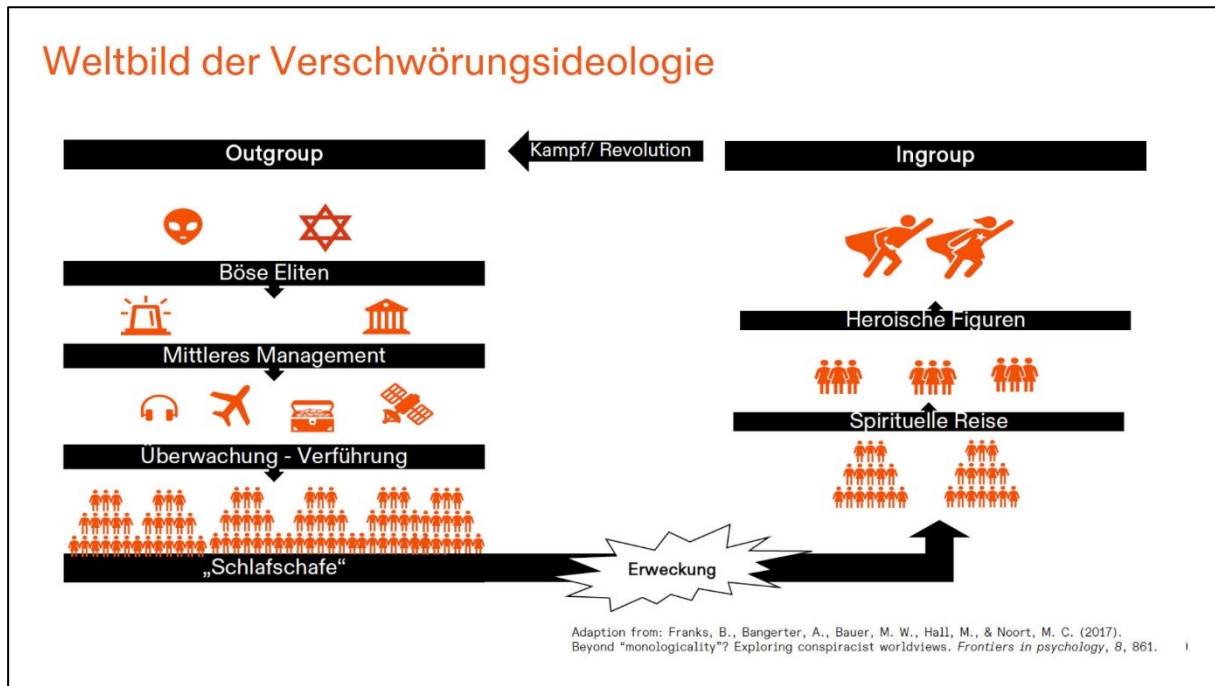 Weltbild der Verschwörungsideologie
Outgroup
Kampf/ Revolution
Ingroup
Böse Eliten
Mittleres Management
Heroische Figuren
Überwachung - Verführung
Spirituelle Reise
„Schlafschafe“
Erweckung
Adaption from: Franks, B., Bangerter, A., Bauer, M. W., Hall, M., & Noort, M. C. (2017).
Beyond "monologicality"? Exploring conspiracist worldviews. Frontiers in psychology, 8, 861.